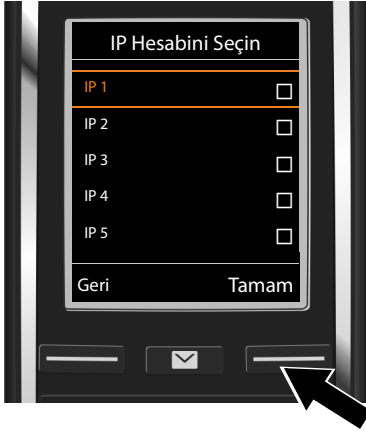 IP Hesabini Seçin
IP 1
IP 2
IP 3
IP 4
IP 5
Geri Tamam